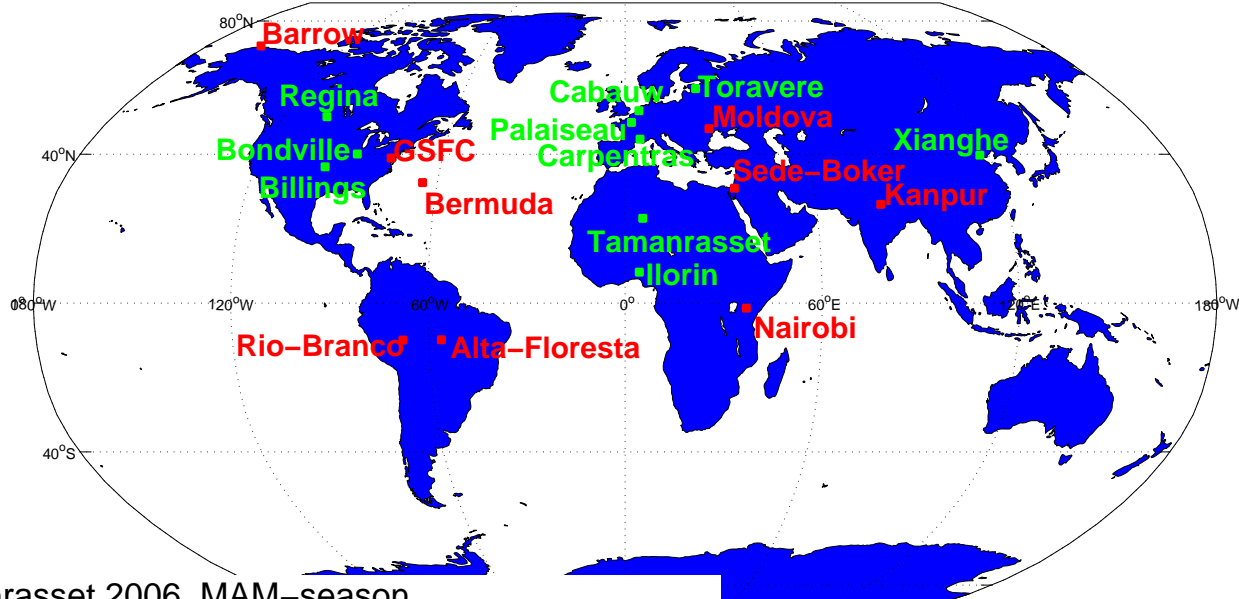 80°N
Barrow
Regina
Cabauw
Toravere
Moldova
Palaiseau
Xianghe
Bondville
GSFC
40°N
Carpentras
Sede−Boker
Billings
Kanpur
Bermuda
Tamanrasset
Ilorin
180°W
120°W
60°W
0°
60°E
120°E
180°W
Nairobi
Rio−Branco
Alta−Floresta
40°S
rasset 2006, MAM−season